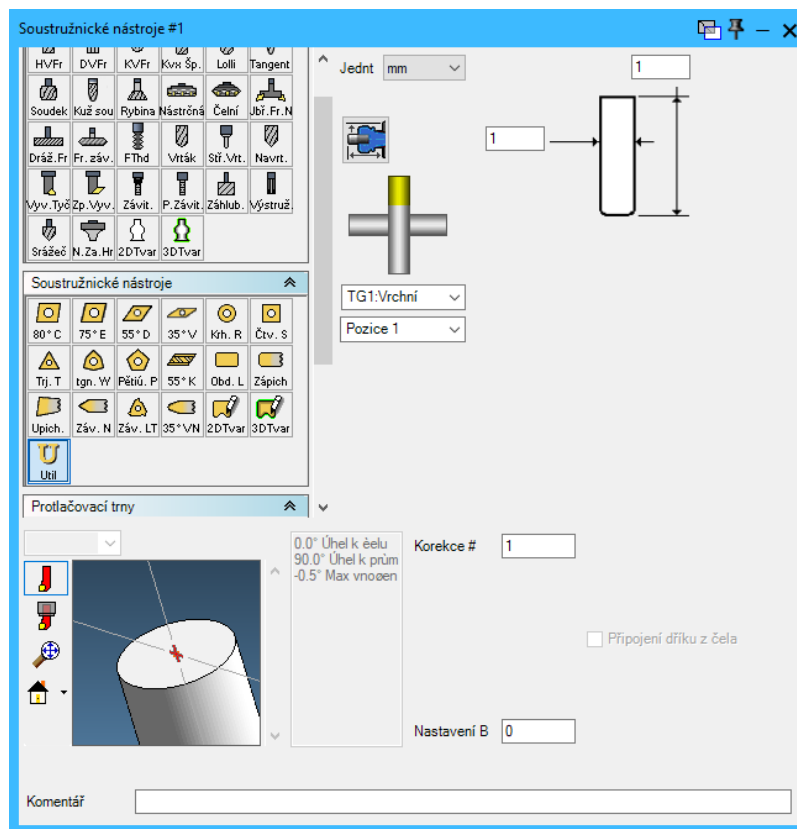 Soustružnické nástroje #1
HVFr DVFr KVFr Kvx Šp. Lolli Tangent
Jednt mm
1
Soudek Kuž sou Rybina Nástrčná Čelní Jbř.Fr.N
1
Dráž.Fr Fr. záv. FThd Vrták Stř.Vrt. Navrt.
Vyv.Tyč Zp.Vyv. Závit. P.Závit. Záhlub. Výstruž.
Srážeč N.Za.Hr 2DTvar 3DTvar
Soustružnické nástroje
TG1:Vrchní
80° C 75° E 55° D 35° V Krh. R Čtv. S
Pozice 1
Trj. T tgn. W Pětiú. P 55° K Obd. L Zápich
Upich. Záv. N Záv. LT 35° VN 2DTvar 3DTvar
Util
Protlačovací trny
0.0° Úhel k èelu
90.0° Úhel k prùm
-0.5° Max vnoøen
Korekce # 1
Připojení dříku z čela
Nastavení B 0
Komentář